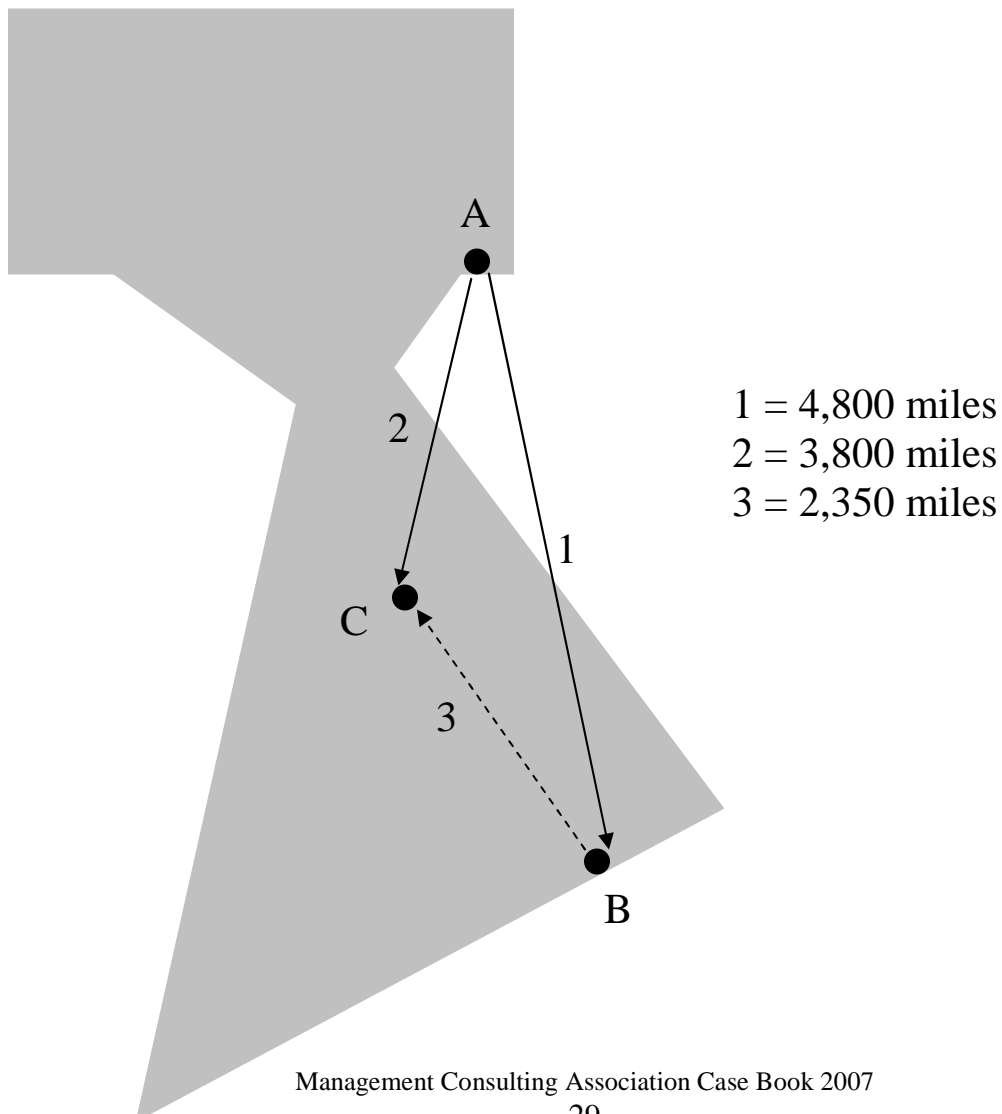 A
2
1 = 4,800 miles
2 = 3,800 miles
3 = 2,350 miles
1
C
3
B
Management Consulting Association Case Book 2007
29